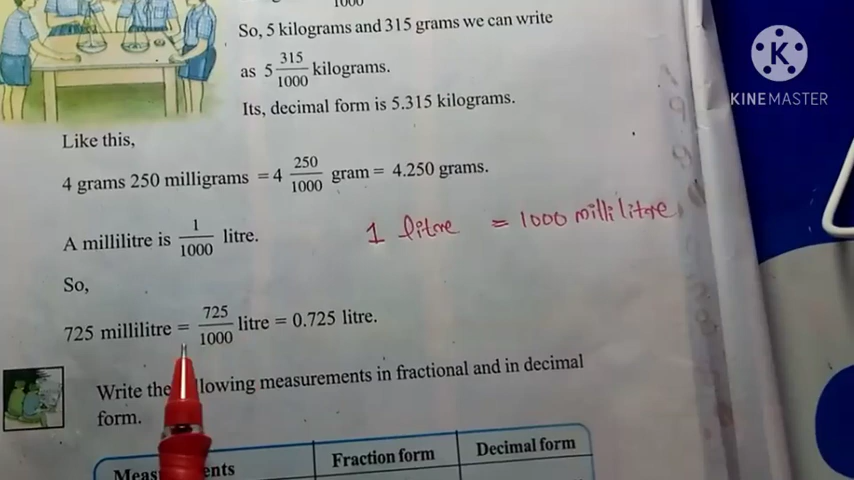 1000
So, 5 kilograms and 315 grams we can write
as 5 315/1000 kilograms.
Its, decimal form is 5.315 kilograms.
Like this,
4 grams 250 milligrams = 4 250/1000 gram = 4.250 grams.
A millilitre is 1/1000 litre.
1 litre = 1000 millilitre
So,
725 millilitre = 725/1000 litre = 0.725 litre.
Write the lowing measurements in fractional and in decimal
form.
Fraction form
Decimal form
KINEMASTER